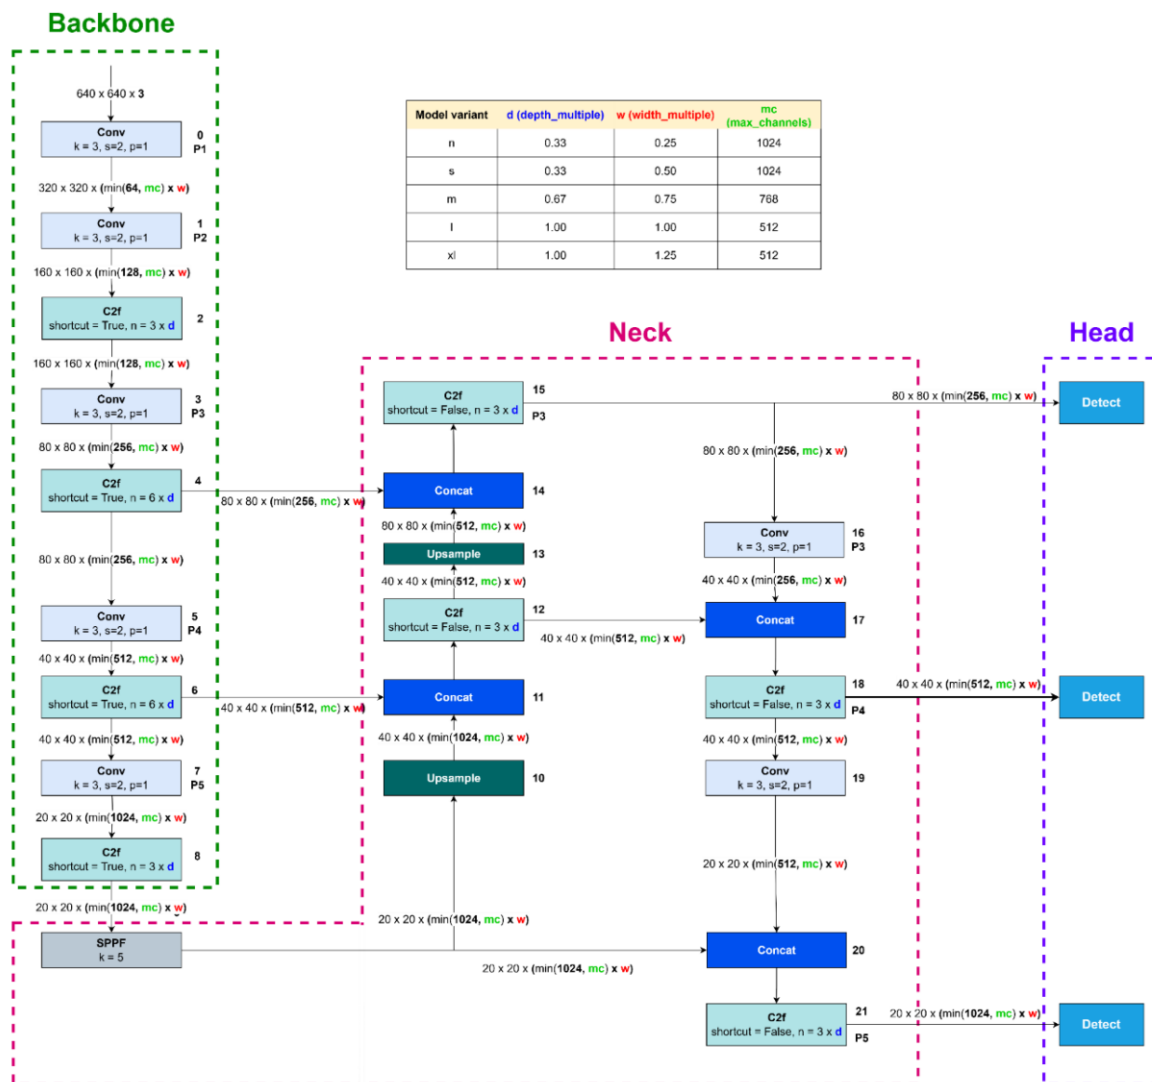 Backbone
640 x 640 x 3
Conv
k = 3, s=2, p=1
0
P1
320 x 320 x (min(64, mc) x w)
Conv
k = 3, s=2, p=1
1
P2
160 x 160 x (min(128, mc) x w)
C2f
shortcut = True, n = 3 x d
2
160 x 160 x (min(128, mc) x w)
Conv
k = 3, s=2, p=1
3
P3
80 x 80 x (min(256, mc) x w)
C2f
shortcut = True, n = 6 x d
4
80 x 80 x (min(256, mc) x w)
80 x 80 x (min(256, mc) x w)
Conv
k = 3, s=2, p=1
5
P4
40 x 40 x (min(512, mc) x w)
C2f
shortcut = True, n = 6 x d
6
40 x 40 x (min(512, mc) x w)
40 x 40 x (min(512, mc) x w)
Conv
k = 3, s=2, p=1
7
P5
20 x 20 x (min(1024, mc) x w)
C2f
shortcut = True, n = 3 x d
8
20 x 20 x (min(1024, mc) x w)
SPPF
k = 5
Model variant d (depth_multiple) w (width_multiple) mc (max_channels)
n 0.33 0.25 1024
s 0.33 0.50 1024
m 0.67 0.75 768
l 1.00 1.00 512
xl 1.00 1.25 512
Neck
C2f
shortcut = False, n = 3 x d
15
P3
Concat
14
80 x 80 x (min(512, mc) x w)
Upsample
13
40 x 40 x (min(512, mc) x w)
C2f
shortcut = False, n = 3 x d
12
40 x 40 x (min(512, mc) x w)
Concat
11
40 x 40 x (min(1024, mc) x w)
Upsample
10
20 x 20 x (min(1024, mc) x w)
20 x 20 x (min(1024, mc) x w)
80 x 80 x (min(256, mc) x w)
80 x 80 x (min(256, mc) x w)
Conv
k = 3, s=2, p=1
16
P3
40 x 40 x (min(256, mc) x w)
Concat
17
C2f
shortcut = False, n = 3 x d
18
P4
40 x 40 x (min(512, mc) x w)
40 x 40 x (min(512, mc) x w)
Conv
k = 3, s=2, p=1
19
20 x 20 x (min(512, mc) x w)
Concat
20
C2f
shortcut = False, n = 3 x d
21
P5
20 x 20 x (min(1024, mc) x w)
Head
Detect
Detect
Detect